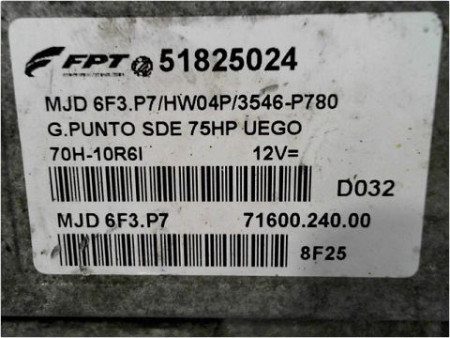 FPT 51825024
MJD 6F3.P7/HW04P/3546-P780
G.PUNTO SDE 75HP UEGO
70H-10R6I 12V=
D032
MJD 6F3.P7 71600.240.00
8F25